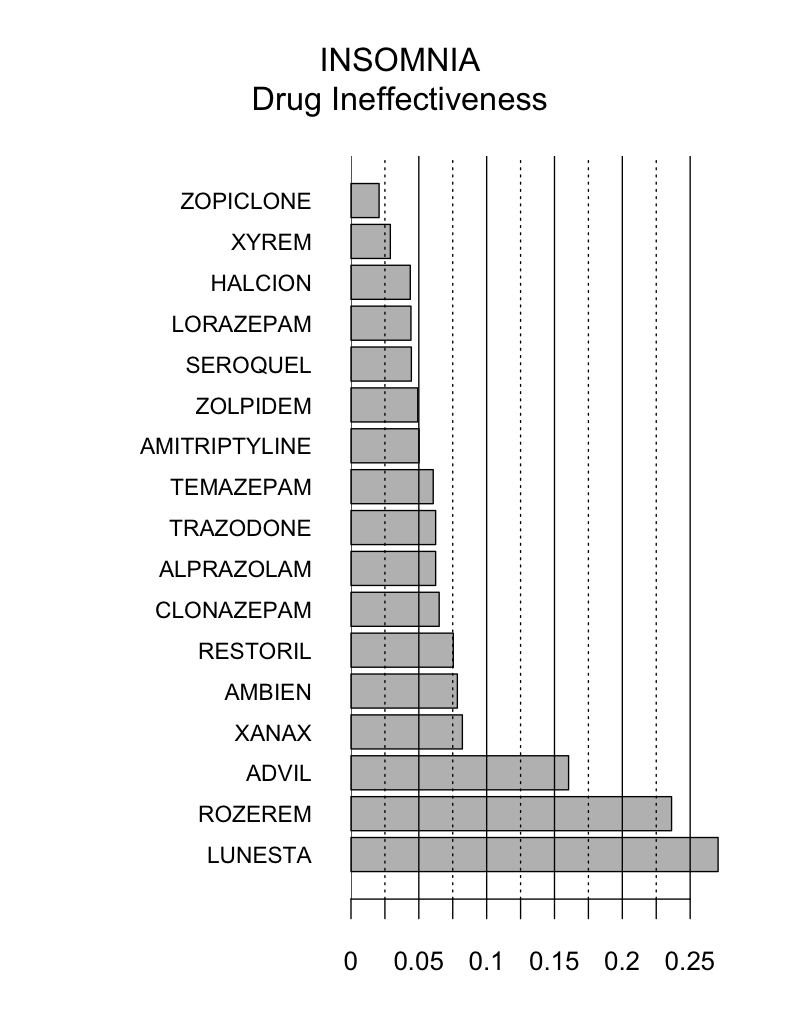 INSOMNIA
Drug Ineffectiveness
ZOPICLONE
XYREM
HALCION
LORAZEPAM
SEROQUEL
ZOLPIDEM
AMITRIPTYLINE
TEMAZEPAM
TRAZODONE
ALPRAZOLAM
CLONAZEPAM
RESTORIL
AMBIEN
XANAX
ADVIL
ROZEREM
LUNESTA
0 0.05 0.1 0.15 0.2 0.25